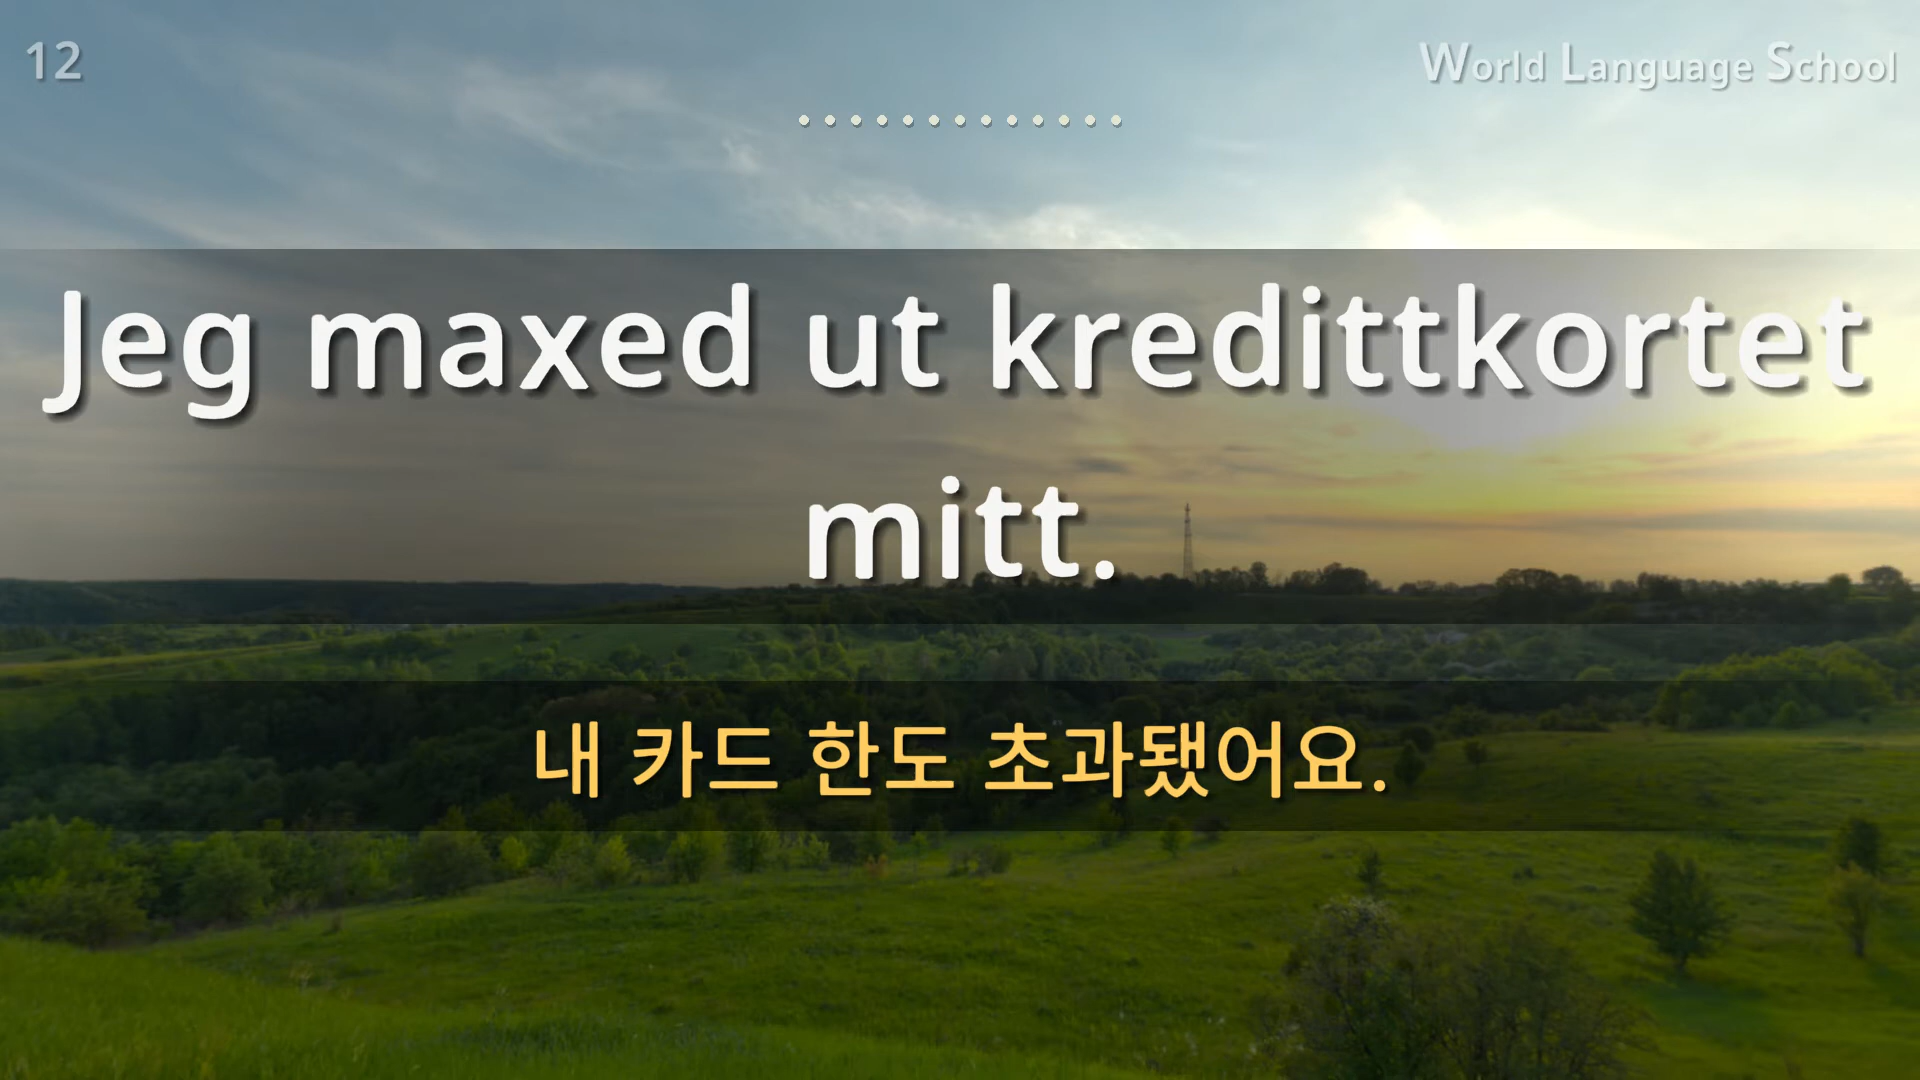 12
World Language School
Jeg maxed ut kredittkortet
mitt.
내 카드 한도 초과됐어요.